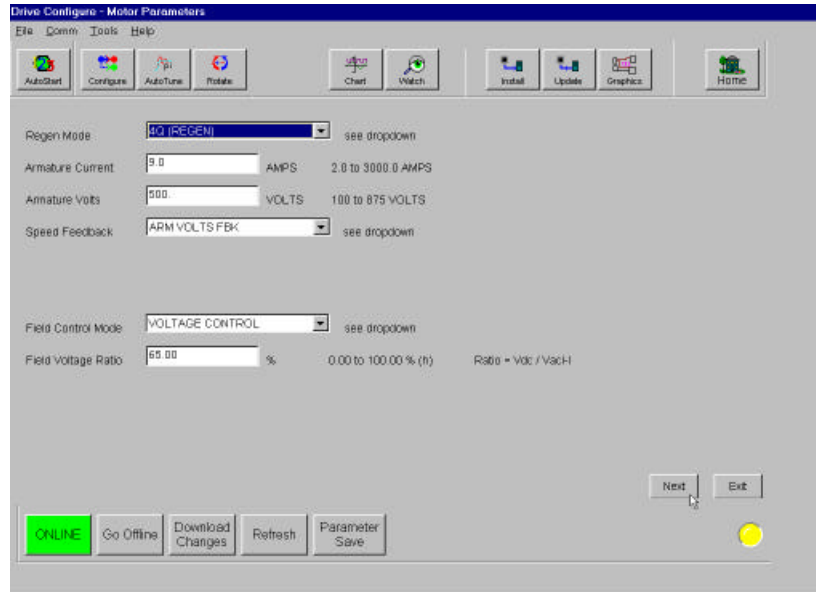 Drive Configure - Motor Parameters
File Comm Tools Help
AutoStart Configure AutoTune Rotate Chart Watch Install Update Graphics Home
Regen Mode 4Q (REGEN) see dropdown
Armature Current 9.0 AMPS 2.0 to 3000.0 AMPS
Armature Volts 500. VOLTS 100 to 875 VOLTS
Speed Feedback ARM VOLTS FBK see dropdown
Field Control Mode VOLTAGE CONTROL see dropdown
Field Voltage Ratio 65.00 % 0.00 to 100.00 % (h) Ratio = Vdc / Vacl-l
Next Exit
ONLINE Go Offline Download Changes Refresh Parameter Save